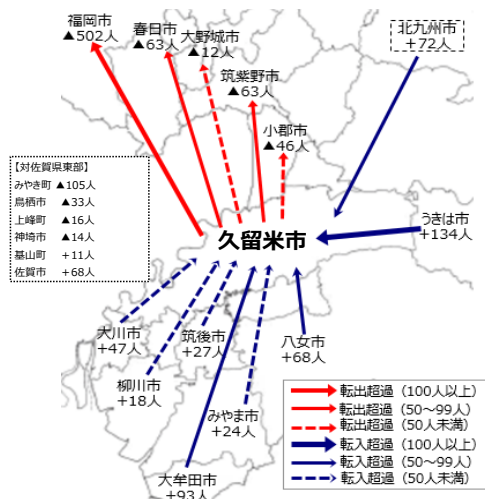 福岡市
▲502人
春日市
▲63人
大野城市
▲12人
筑紫野市
▲63人
小郡市
▲46人
北九州市
+72人
【対佐賀県東部】
みやき町 ▲105人
鳥栖市 ▲33人
上峰町 ▲16人
神埼市 ▲14人
基山町 +11人
佐賀市 +68人
久留米市
うきは市
+134人
大川市
+47人
筑後市
+27人
八女市
+68人
柳川市
+18人
みやま市
+24人
大牟田市
+93人
転出超過（100人以上）
転出超過（50～99人）
転出超過（50人未満）
転入超過（100人以上）
転入超過（50～99人）
転入超過（50人未満）